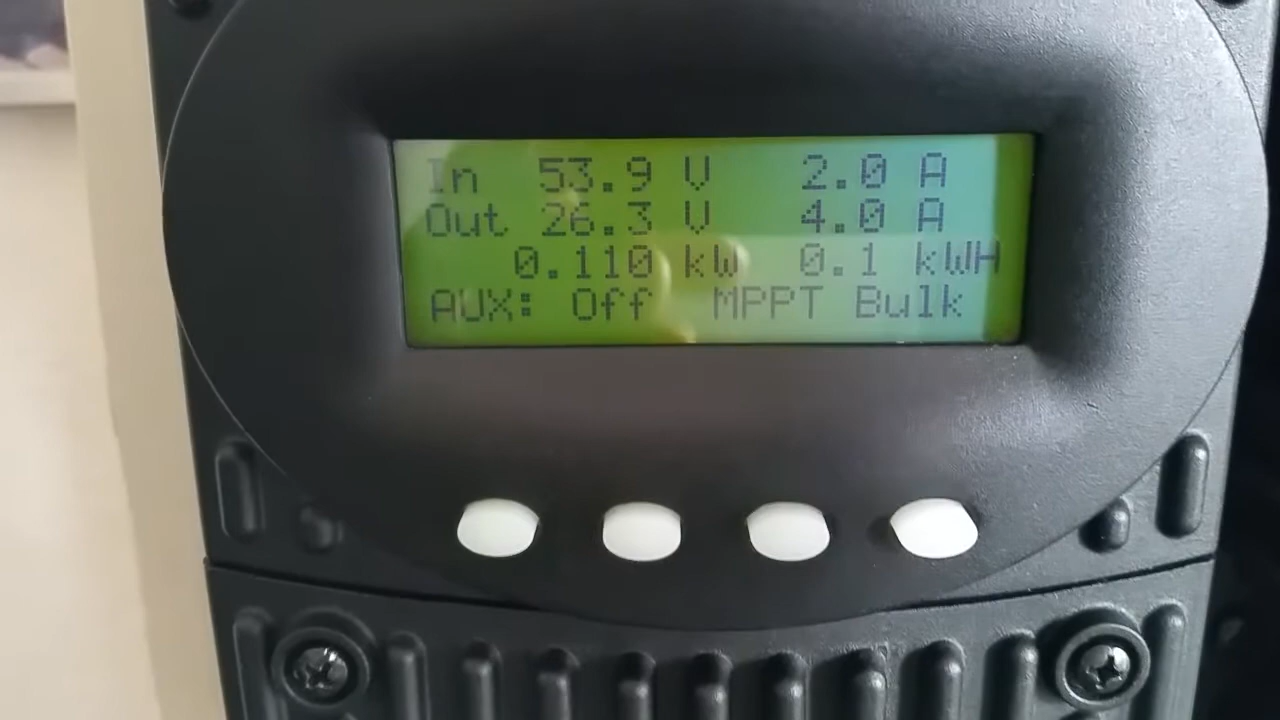 In 53.9 V 2.0 A
Out 26.3 V 4.0 A
0.110 kW 0.1 kWH
AUX: Off MPPT Bulk